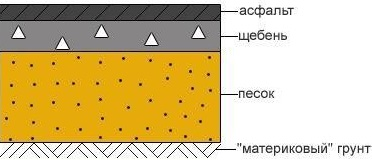 асфальт
щебень
песок
"материковый" грунт